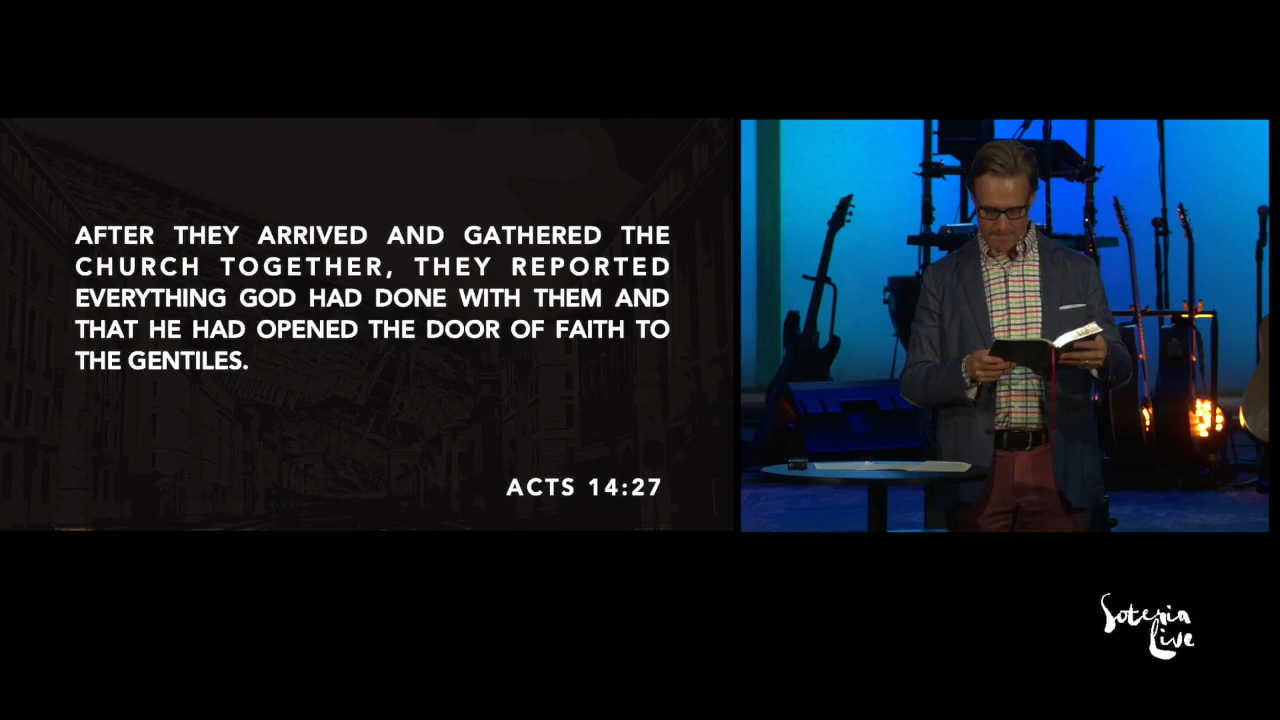 AFTER THEY ARRIVED AND GATHERED THE
CHURCH TOGETHER, THEY REPORTED
EVERYTHING GOD HAD DONE WITH THEM AND
THAT HE HAD OPENED THE DOOR OF FAITH TO
THE GENTILES.
ACTS 14:27
Soteria
Live